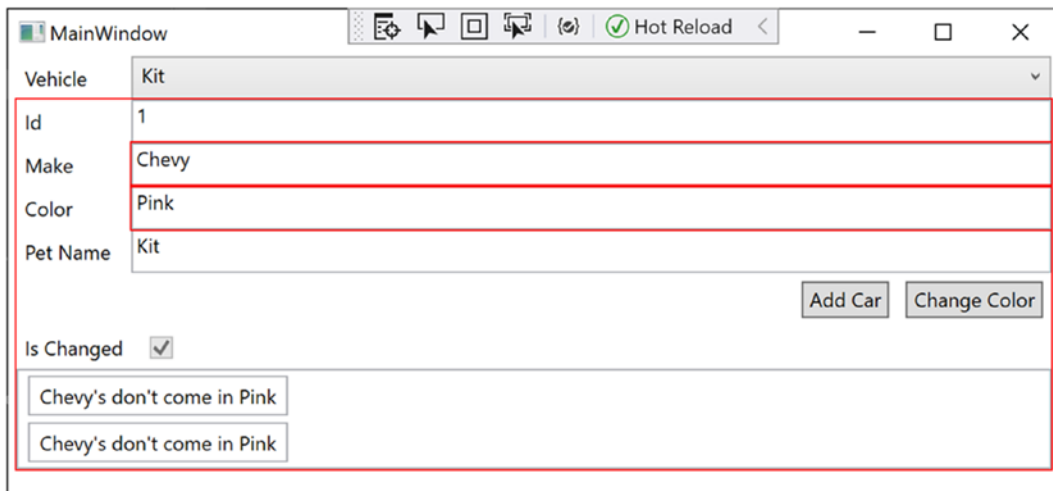 MainWindow
Hot Reload
Vehicle Kit
Id 1
Make Chevy
Color Pink
Pet Name Kit
Add Car Change Color
Is Changed
Chevy's don't come in Pink
Chevy's don't come in Pink